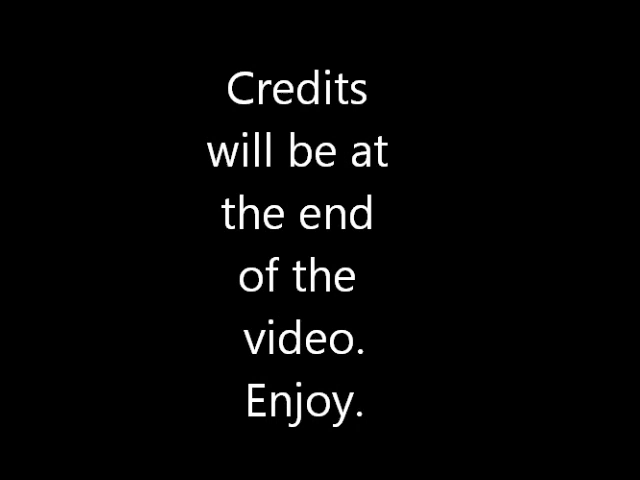 Credits
will be at
the end
of the
video.
Enjoy.